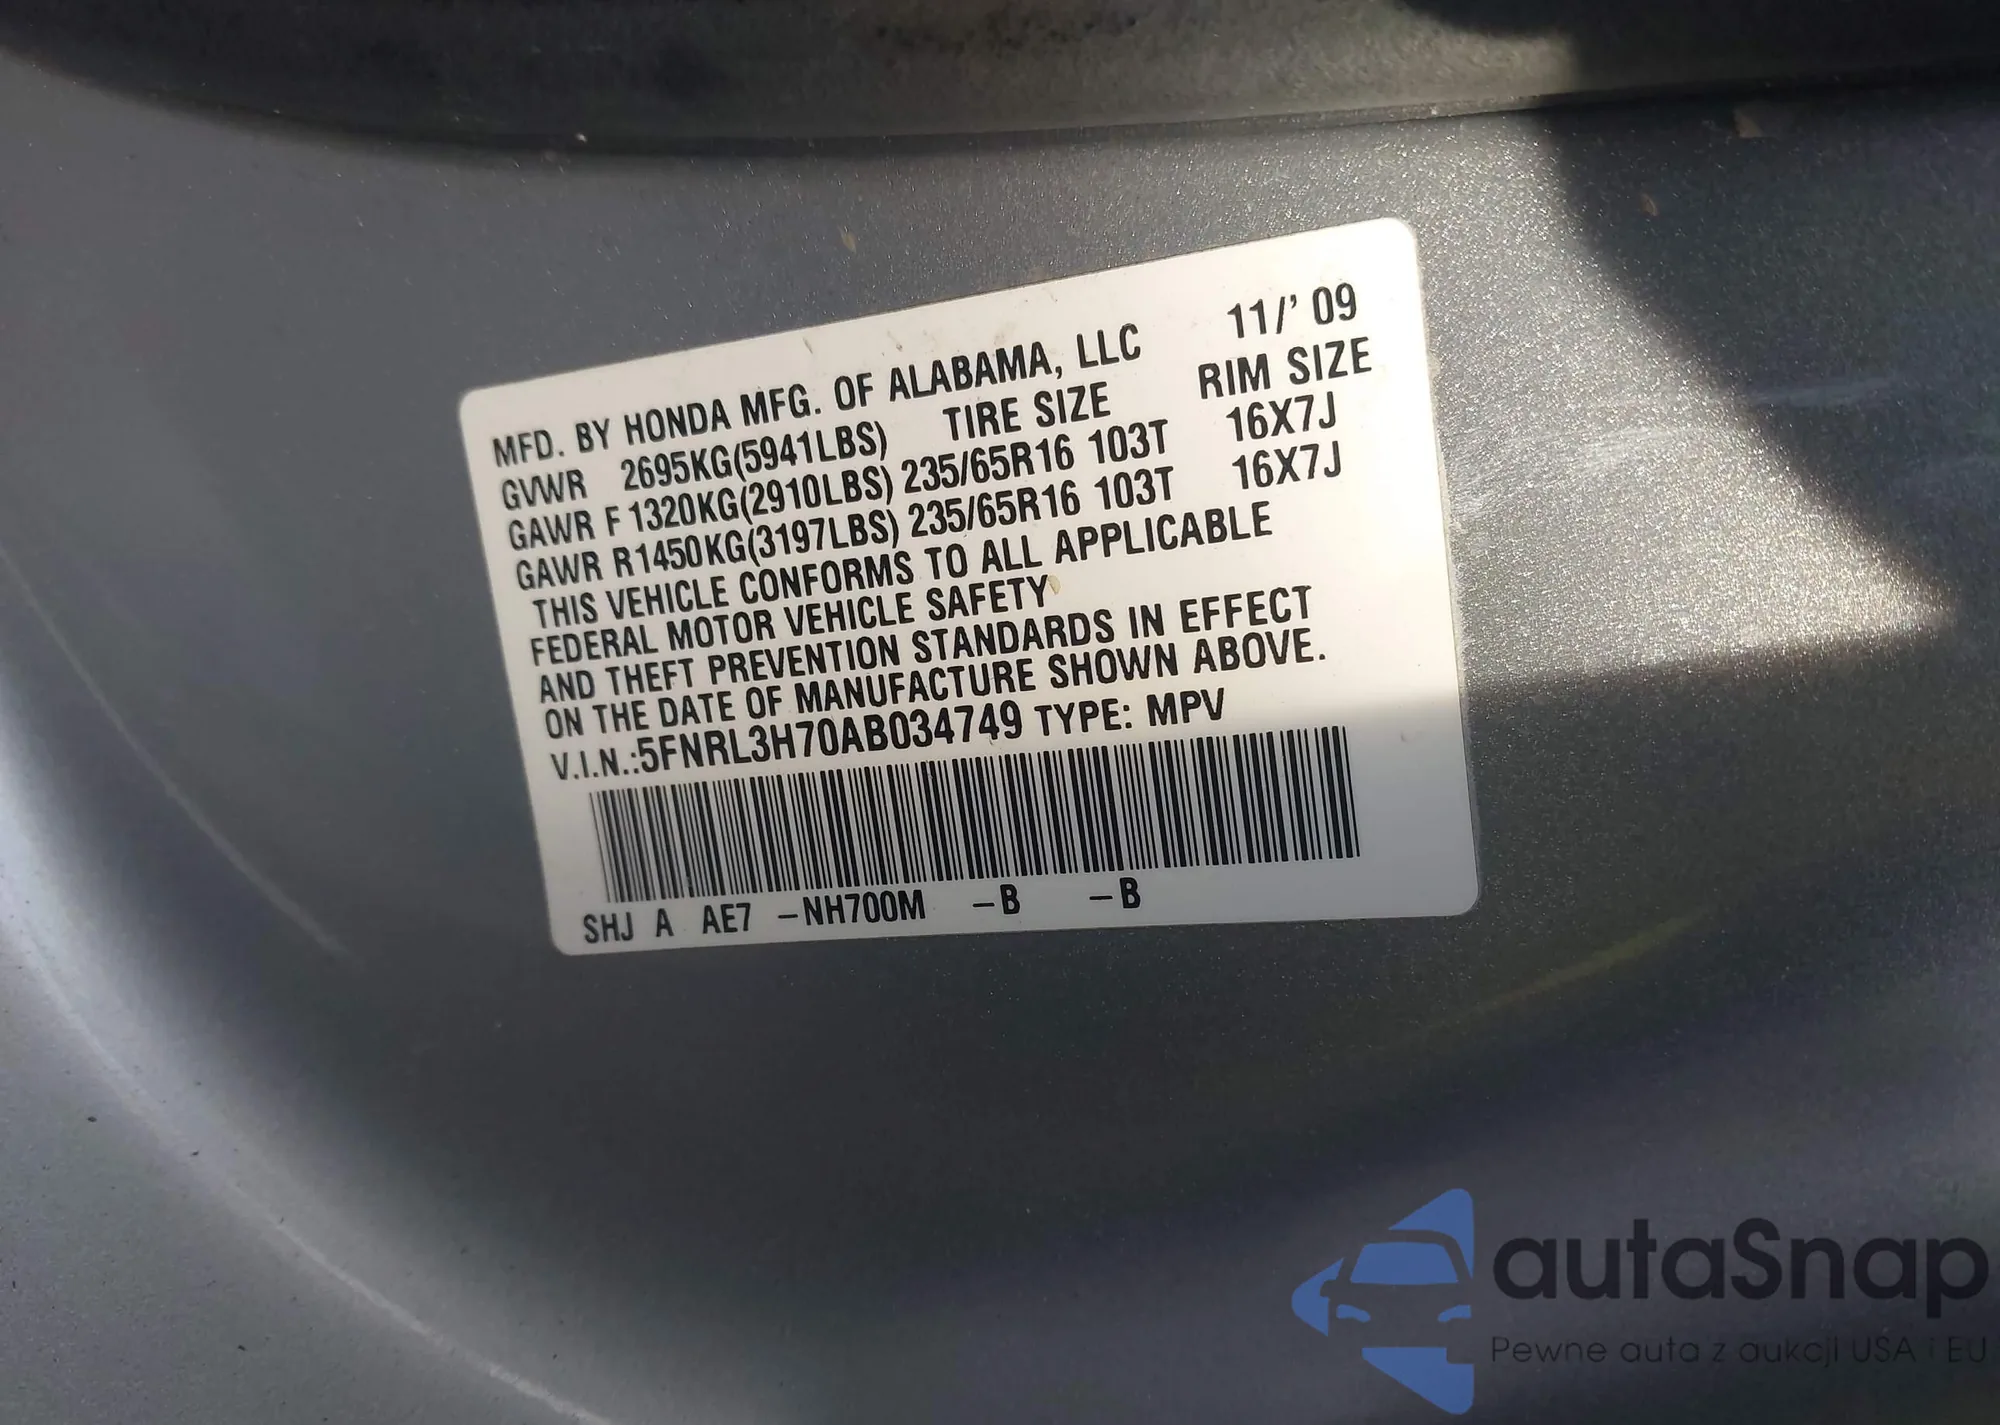 MFD. BY HONDA MFG. OF ALABAMA, LLC 11/' 09
GVWR 2695KG(5941LBS) TIRE SIZE RIM SIZE
GAWR F 1320KG(2910LBS) 235/65R16 103T 16X7J
GAWR R1450KG(3197LBS) 235/65R16 103T 16X7J
THIS VEHICLE CONFORMS TO ALL APPLICABLE
FEDERAL MOTOR VEHICLE SAFETY
AND THEFT PREVENTION STANDARDS IN EFFECT
ON THE DATE OF MANUFACTURE SHOWN ABOVE.
V.I.N.:5FNRL3H70AB034749 TYPE: MPV
SHJ A AE7 -NH700M -B -B
autaSnap
Pewne auta z aukcji USA i EU